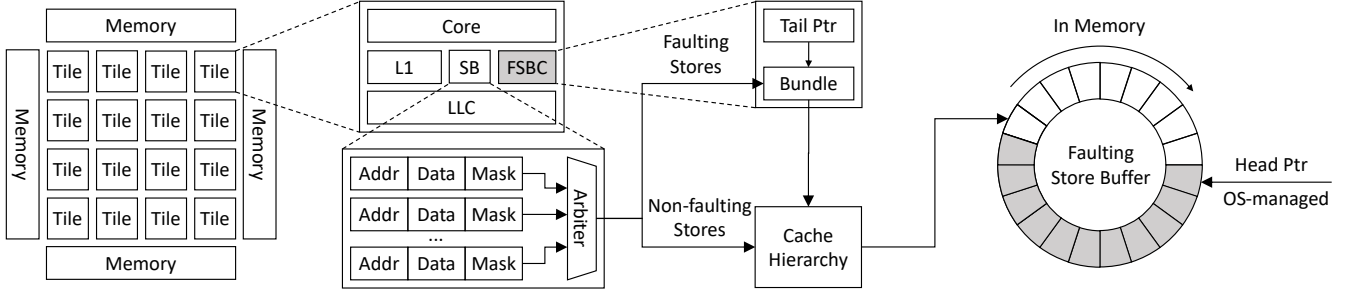 Memory
Memory
Tile Tile Tile Tile
Tile Tile Tile Tile
Tile Tile Tile Tile
Tile Tile Tile Tile
Memory
Memory
Core
L1 SB FSBC
LLC
Addr Data Mask
Addr Data Mask
...
Addr Data Mask
Arbiter
Faulting
Stores
Non-faulting
Stores
Tail Ptr
Bundle
Cache
Hierarchy
In Memory
Faulting
Store Buffer
Head Ptr
OS-managed